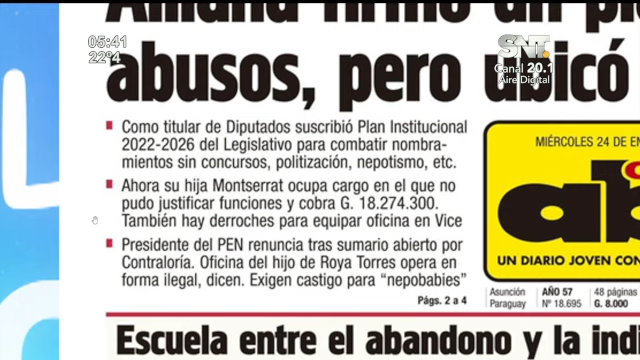 05:41
22°4
SNT
Canal 20.1
Aire Digital
abusos, pero ubicó
Como titular de Diputados suscribió Plan Institucional
2022-2026 del Legislativo para combatir nombra-
mientos sin concursos, politización, nepotismo, etc.
Ahora su hija Montserrat ocupa cargo en el que no
pudo justificar funciones y cobra G. 18.274.300.
También hay derroches para equipar oficina en Vice
Presidente del PEN renuncia tras sumario abierto por
Contraloría. Oficina del hijo de Roya Torres opera en
forma ilegal, dicen. Exigen castigo para “nepobabies”
Págs. 2 a 4
MIÉRCOLES 24 DE
UN DIARIO JOVEN CON
Asunción
Paraguay
AÑO 57
Nº 18.695
48 páginas
G. 8.000
Escuela entre el abandono y la